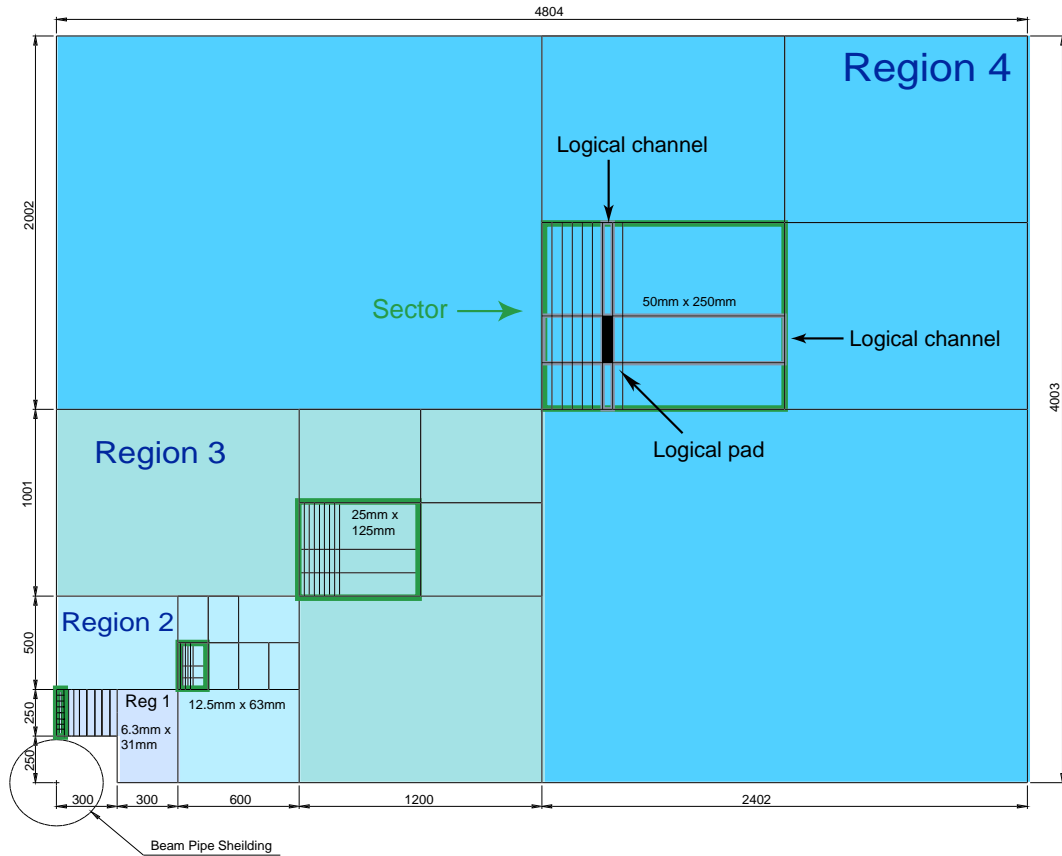 4804
Region 4
Logical channel
2002
50mm x 250mm
Sector
Logical channel
4003
Logical pad
Region 3
1001
25mm x
125mm
Region 2
500
Reg 1
12.5mm x 63mm
250
6.3mm x
31mm
250
300
300
600
1200
2402
Beam Pipe Sheilding